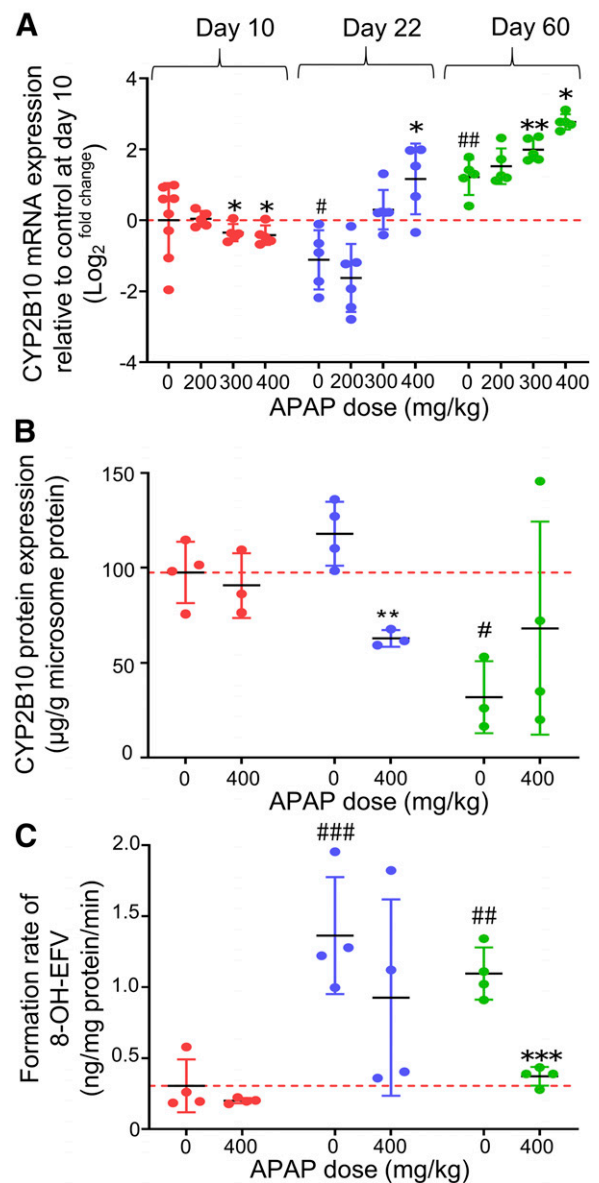 A
Day 10 Day 22 Day 60
CYP2B10 mRNA expression
relative to control at day 10
(Log2 fold change)
4
2
0
-2
-4
* * # * ## ** *
0 200 300 400 0 200 300 400 0 200 300 400
APAP dose (mg/kg)
B
CYP2B10 protein expression
(µg/g microsome protein)
150
100
50
0
** #
0 400 0 400 0 400
APAP dose (mg/kg)
C
Formation rate of
8-OH-EFV
(ng/mg protein/min)
2.0
1.5
1.0
0.5
0
### ## ***
0 400 0 400 0 400
APAP dose (mg/kg)